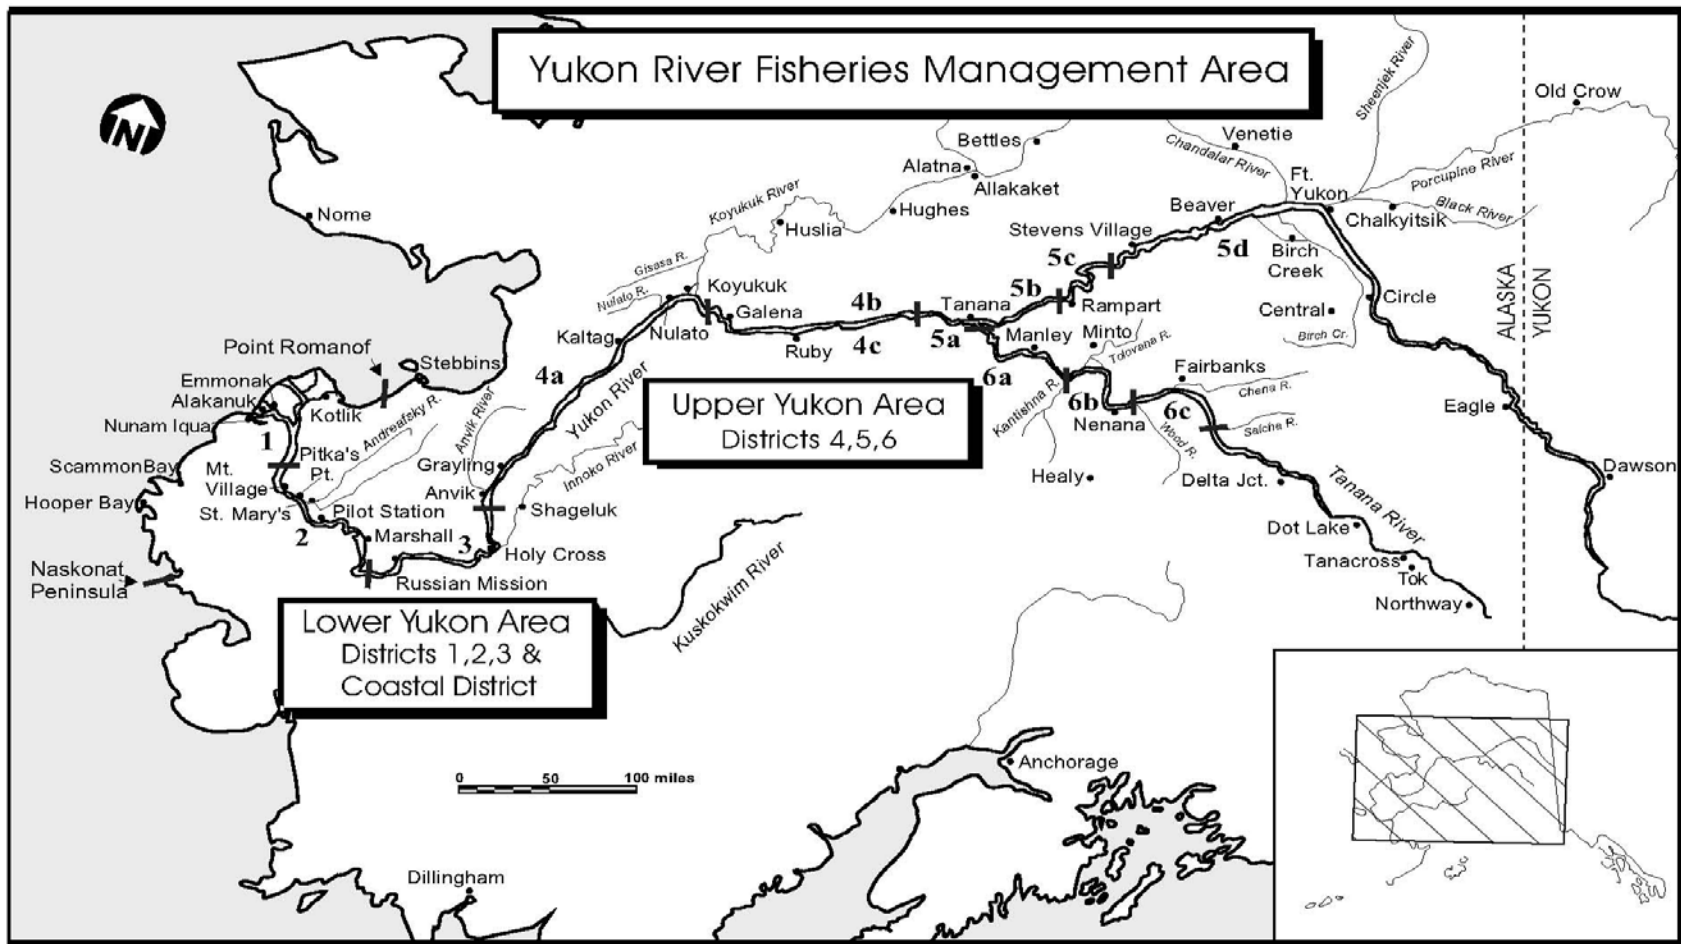 Yukon River Fisheries Management Area
N
Sheenjek River
Old Crow
Bettles
Venetie
Chandalar River
Alatna
Allakaket
Ft.
Yukon
Porcupine River
Koyukuk River
Hughes
Beaver
Chalkyitsik
Black River
Nome
Huslia
Stevens Village
5d
Birch
Creek
5c
Gisasa R.
Nulato R.
Koyukuk
5b
4b
Tanana
Rampart
Central
Circle
ALASKA
YUKON
Galena
Nulato
Kaltag
Ruby
4c
5a
Manley
Minto
Tolovana R.
Birch Cr.
Point Romanof
Stebbins
4a
6a
Fairbanks
Chena R.
Emmonak
Alakanuk
Kotlik
Nunam Iqua
Andreafsky R.
Anvik River
Yukon River
Upper Yukon Area
Districts 4,5,6
Kantishna R.
6b
Nenana
6c
Salcha R.
Wood R.
Eagle
1
Pitka's
Pt.
Scammon Bay
Mt.
Village
Hooper Bay
St. Mary's
Grayling
Anvik
Innoko River
Shageluk
Healy
Delta Jct.
Tanana River
Dawson
Pilot Station
2
Marshall
3
Holy Cross
Dot Lake
Naskonat
Peninsula
Russian Mission
Kuskokwim River
Tanacross
Tok
Northway
Lower Yukon Area
Districts 1,2,3 &
Coastal District
0 50 100 miles
Anchorage
Dillingham